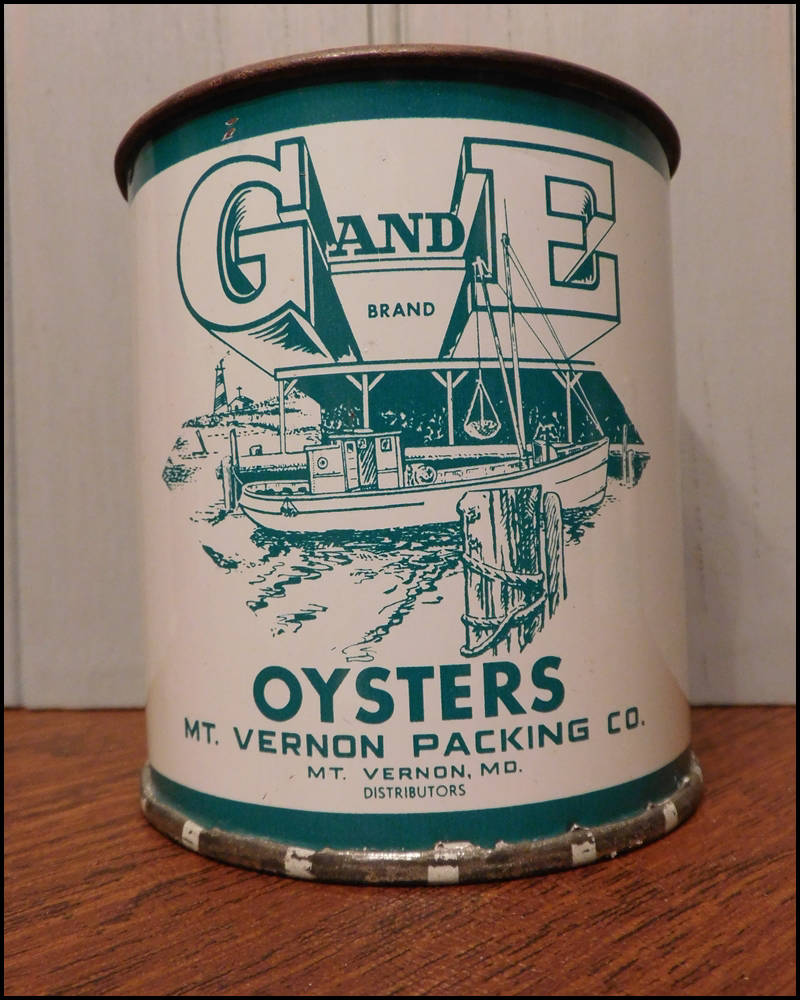 G AND E
BRAND
OYSTERS
MT. VERNON PACKING CO.
MT. VERNON, MD.
DISTRIBUTORS